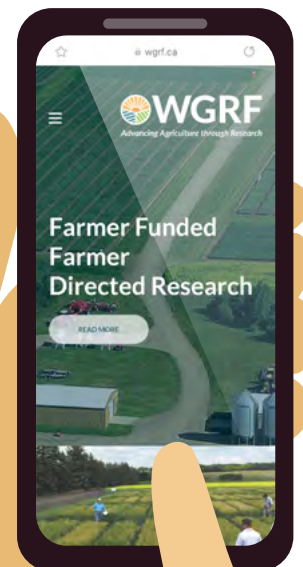 wgrf.ca
WGRF
Advancing Agriculture through Research
Farmer Funded
Farmer
Directed Research
READ MORE